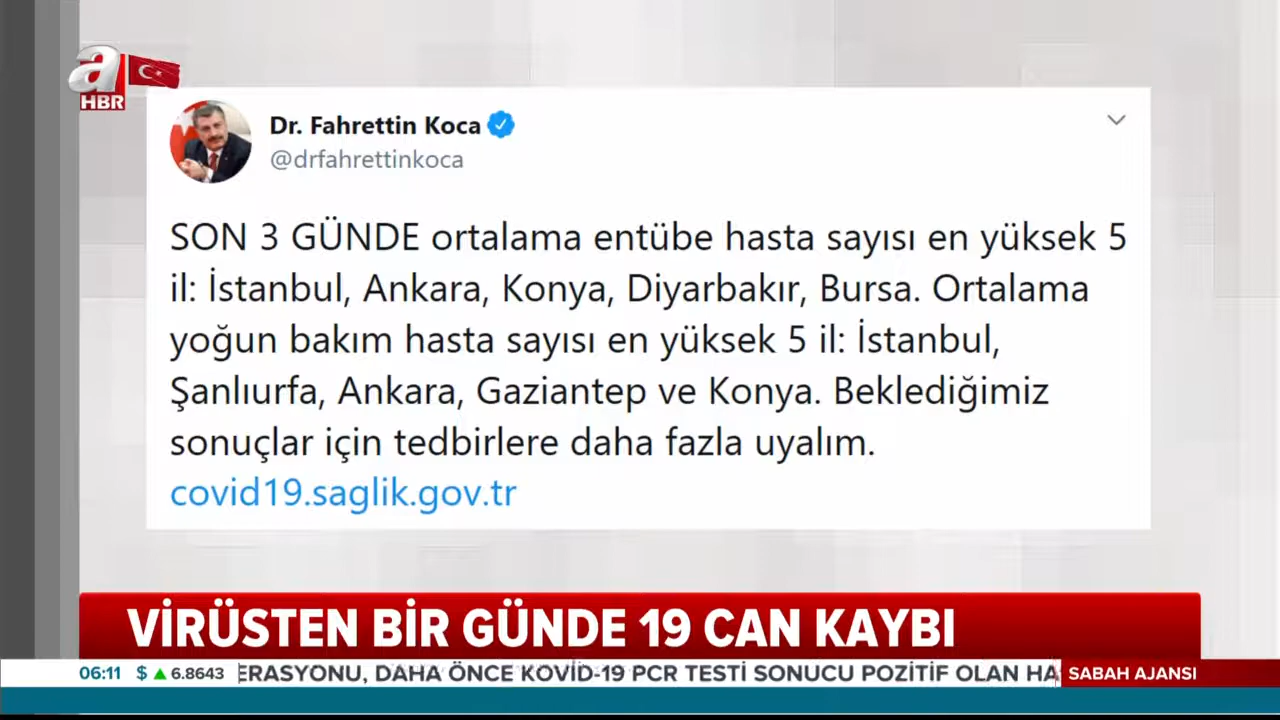 a
HBR
Dr. Fahrettin Koca
@drfahrettinkoca
SON 3 GÜNDE ortalama entübe hasta sayısı en yüksek 5
il: İstanbul, Ankara, Konya, Diyarbakır, Bursa. Ortalama
yoğun bakım hasta sayısı en yüksek 5 il: İstanbul,
Şanlıurfa, Ankara, Gaziantep ve Konya. Beklediğimiz
sonuçlar için tedbirlere daha fazla uyalım.
covid19.saglik.gov.tr
VİRÜSTEN BİR GÜNDE 19 CAN KAYBI
06:11 $ ▲ 6.8643 ERASYONU, DAHA ÖNCE KOVİD-19 PCR TESTİ SONUCU POZİTİF OLAN HA SABAH AJANSI